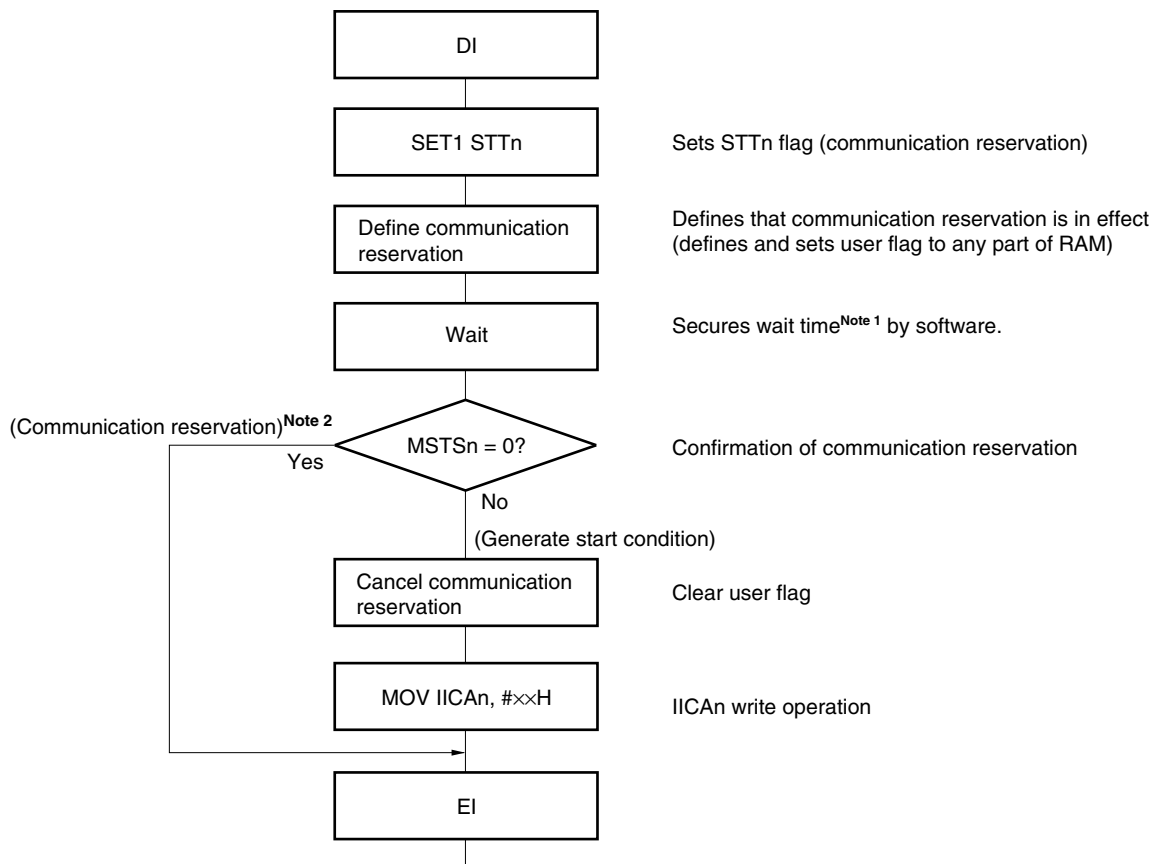 DI
SET1 STTn
Sets STTn flag (communication reservation)
Define communication
reservation
Defines that communication reservation is in effect
(defines and sets user flag to any part of RAM)
Wait
Secures wait timeNote 1 by software.
(Communication reservation)Note 2
MSTSn = 0?
Confirmation of communication reservation
Yes
No
(Generate start condition)
Cancel communication
reservation
Clear user flag
MOV IICAn, #××H
IICAn write operation
EI